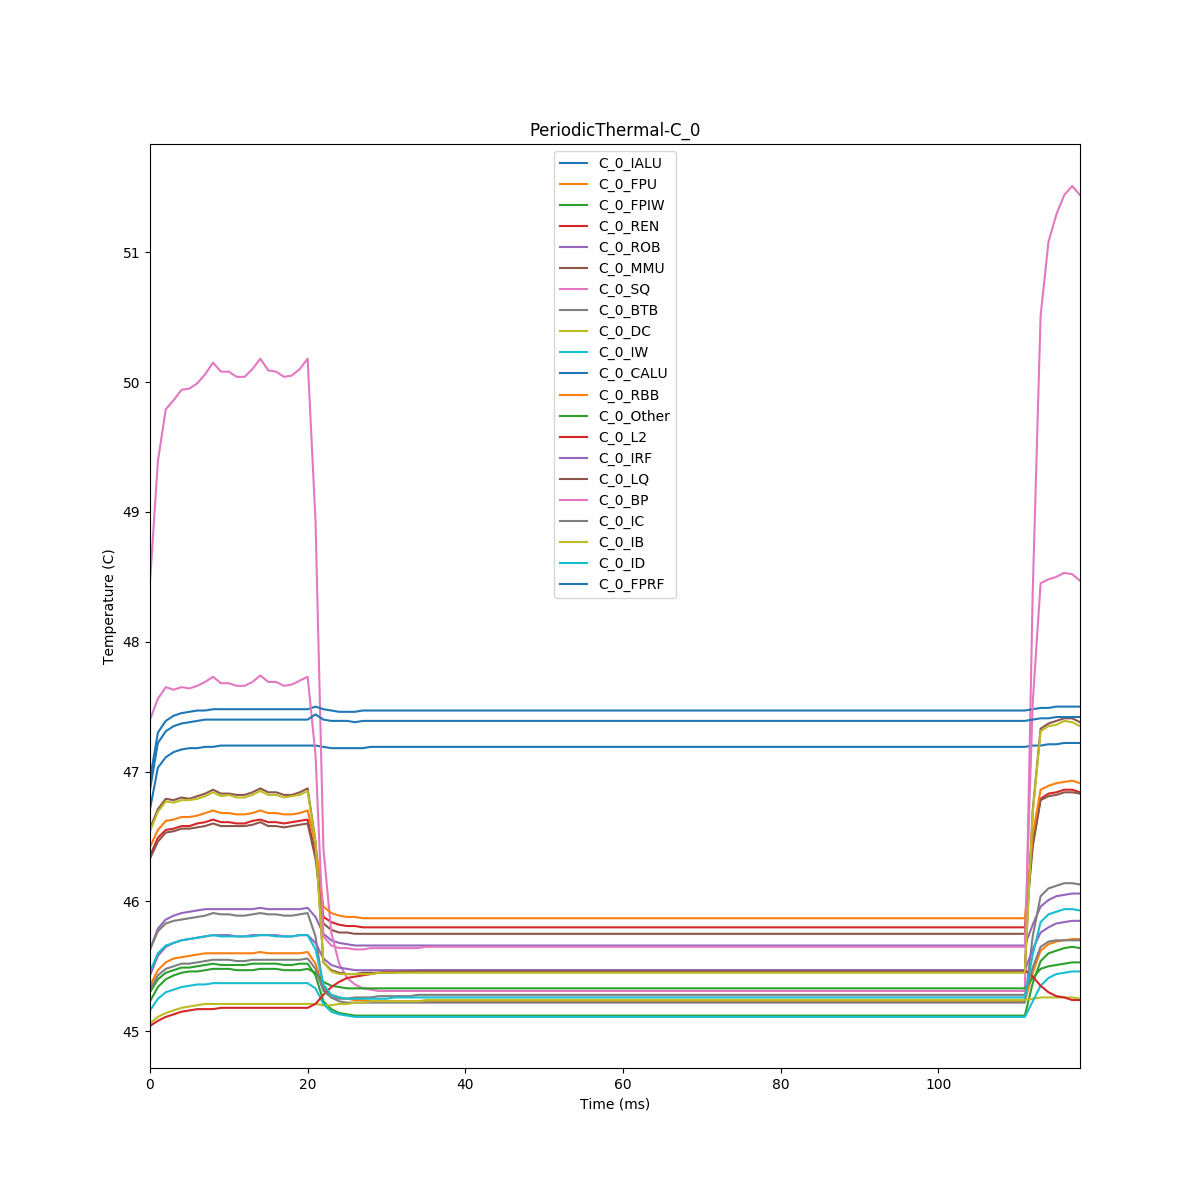 PeriodicThermal-C_0
C_0_IALU
C_0_FPU
C_0_FPIW
C_0_REN
C_0_ROB
C_0_MMU
C_0_SQ
C_0_BTB
C_0_DC
C_0_IW
C_0_CALU
C_0_RBB
C_0_Other
C_0_L2
C_0_IRF
C_0_LQ
C_0_BP
C_0_IC
C_0_IB
C_0_ID
C_0_FPRF
Temperature (C)
51
50
49
48
47
46
45
0 20 40 60 80 100
Time (ms)